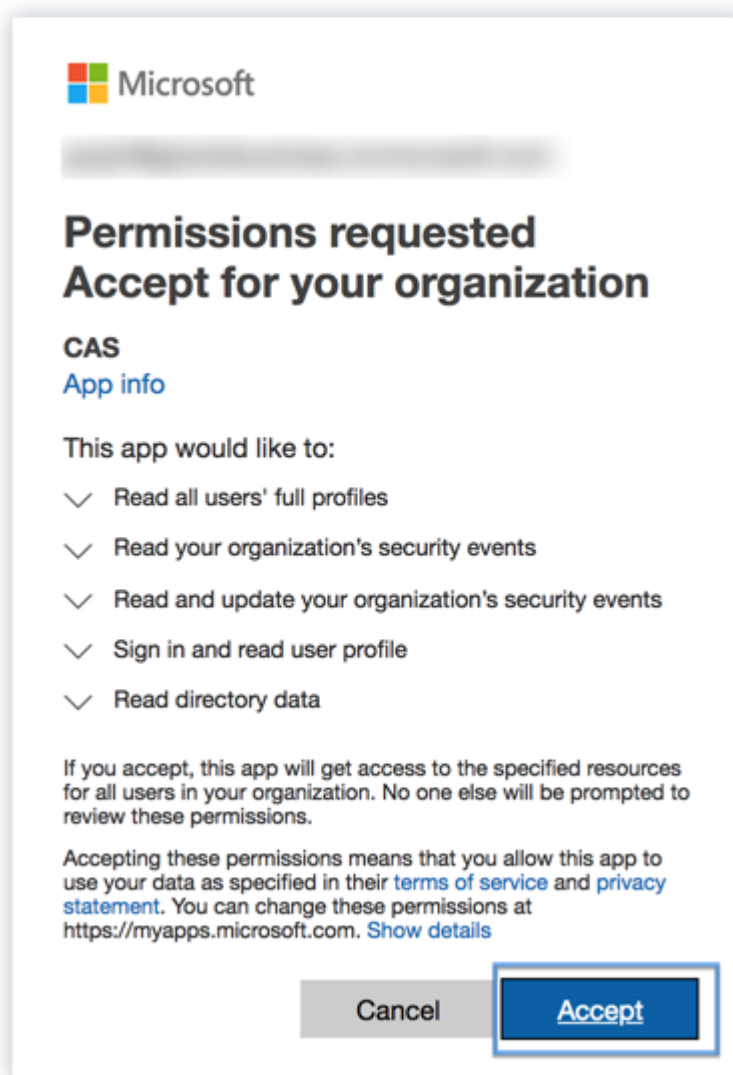 Microsoft
Permissions requested
Accept for your organization
CAS
App info
This app would like to:
Read all users' full profiles
Read your organization's security events
Read and update your organization's security events
Sign in and read user profile
Read directory data
If you accept, this app will get access to the specified resources
for all users in your organization. No one else will be prompted to
review these permissions.
Accepting these permissions means that you allow this app to
use your data as specified in their terms of service and privacy
statement. You can change these permissions at
https://myapps.microsoft.com. Show details
Cancel
Accept